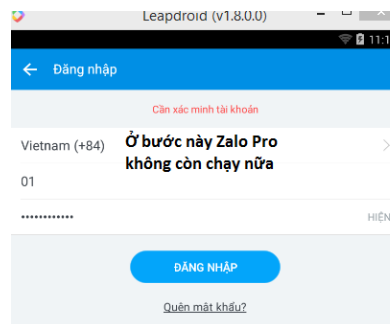 Leapdroid (v1.8.0.0)
11:1
Đăng nhập
Cần xác minh tài khoản
Vietnam (+84)
Ở bước này Zalo Pro
không còn chạy nữa
01
••••••••••••
HIỆN
ĐĂNG NHẬP
Quên mật khẩu?